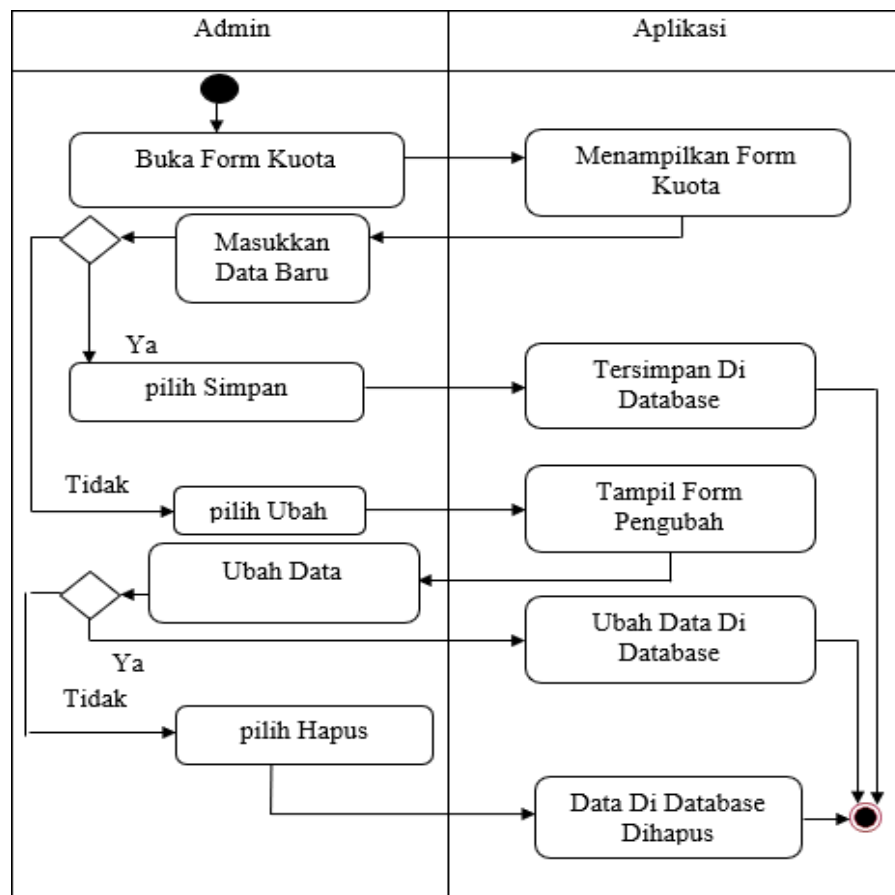 Admin
Aplikasi
Buka Form Kuota
Menampilkan Form
Kuota
Masukkan
Data Baru
Ya
pilih Simpan
Tersimpan Di
Database
Tidak
pilih Ubah
Tampil Form
Pengubah
Ubah Data
Ubah Data Di
Database
Ya
Tidak
pilih Hapus
Data Di Database
Dihapus